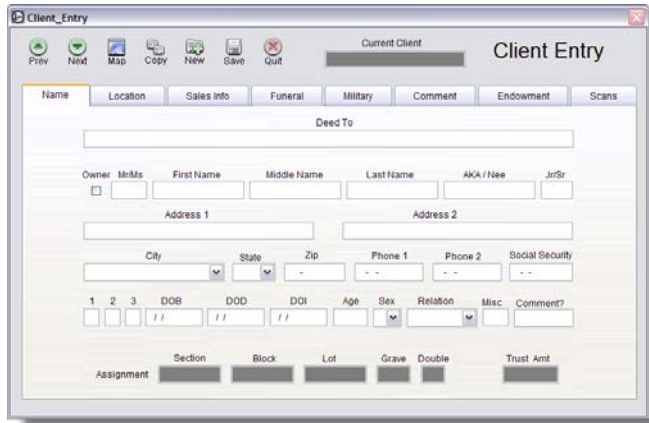 Client_Entry
Prev Next Map Copy New Save Quit
Current Client
Client Entry
Name Location Sales Info Funeral Military Comment Endowment Scans
Deed To
Owner Mr/Ms First Name Middle Name Last Name AKA / Nee Jr/Sr
Address 1 Address 2
City State Zip Phone 1 Phone 2 Social Security
- - - - - - -
1 2 3 DOB DOD DOI Age Sex Relation Misc Comment?
/ / / / / /
Section Block Lot Grave Double Trust Amt
Assignment